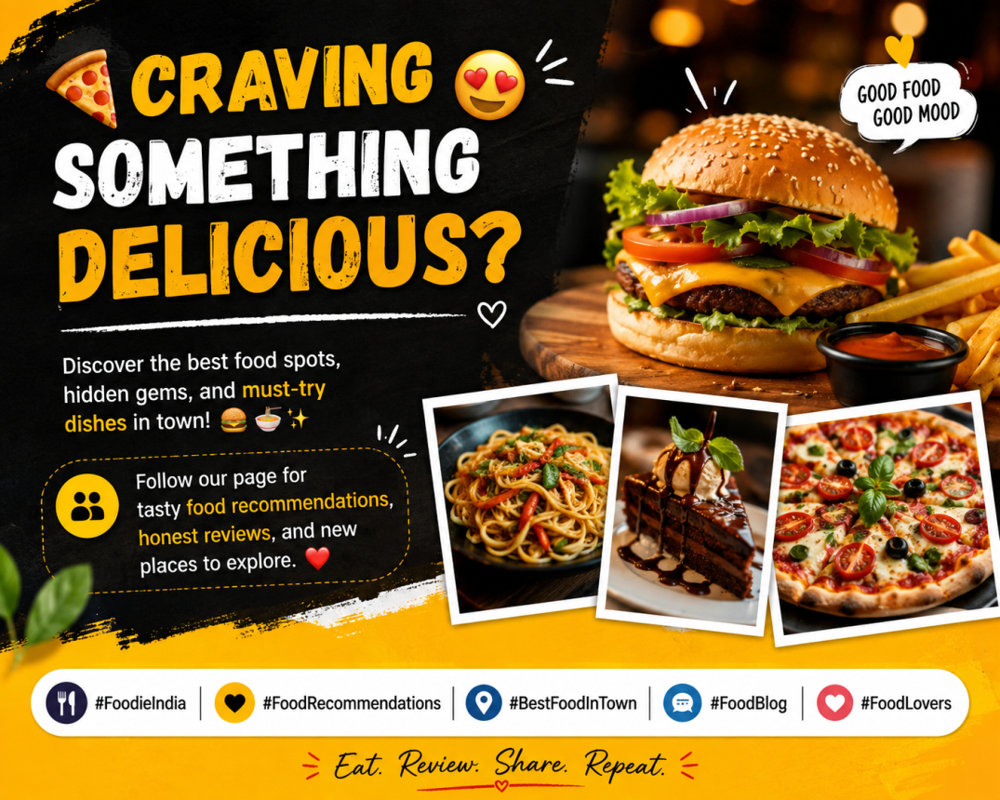 CRAVING
SOMETHING
DELICIOUS?
GOOD FOOD
GOOD MOOD
Discover the best food spots,
hidden gems, and must-try
dishes in town!
Follow our page for
tasty food recommendations,
honest reviews, and new
places to explore.
#FoodieIndia
#FoodRecommendations
#BestFoodInTown
#FoodBlog
#FoodLovers
Eat. Review. Share. Repeat.